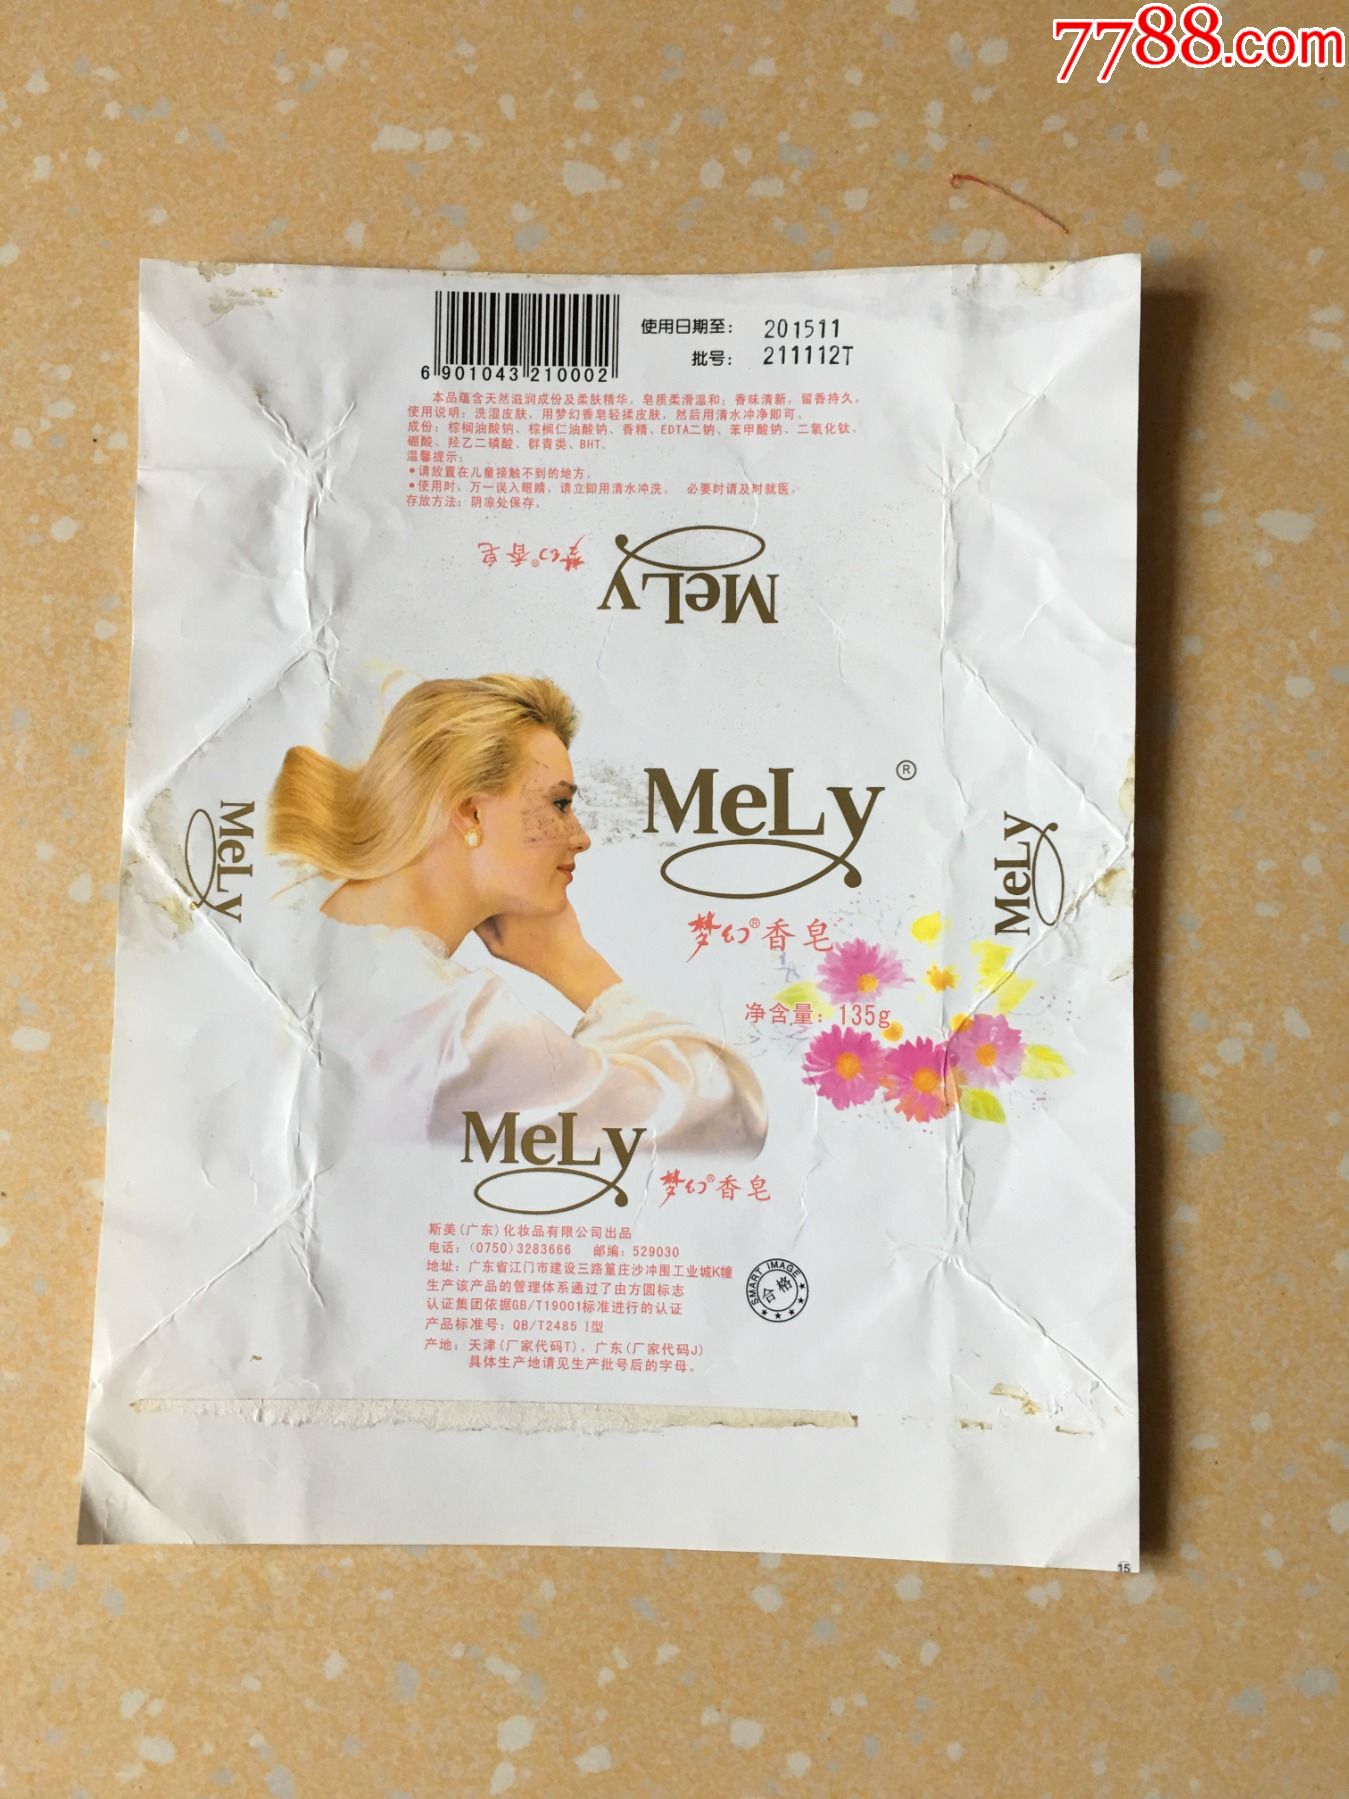 7788.com
使用日期至： 201511
批号： 211112T
6 901043 210002
本品蕴含天然滋润成份及柔肤精华，皂质柔滑温和；香味清新，留香持久。
使用说明：洗湿皮肤，用梦幻香皂轻揉皮肤，然后用清水冲净即可。
成份：棕榈油酸钠、棕榈仁油酸钠、香精、EDTA二钠、苯甲酸钠、二氧化钛、
硼酸、羟乙二磷酸、群青类、BHT。
温馨提示：
•请放置在儿童接触不到的地方。
•使用时，万一误入眼睛，请立即用清水冲洗。 必要时请及时就医。
存放方法：阴凉处保存。
MeLy 梦幻®香皂
MeLy®
MeLy
MeLy
梦幻®香皂
净含量：135g
MeLy
梦幻®香皂
斯美(广东)化妆品有限公司出品
电话：(0750)3283666 邮编：529030
地址：广东省江门市建设三路篁庄沙冲围工业城K幢
生产该产品的管理体系通过了由方圆标志
认证集团依据GB/T19001标准进行的认证
产品标准号：QB/T2485 I型
产地：天津(厂家代码T)，广东(厂家代码J)
具体生产地请见生产批号后的字母。
SMART IMAGE
合格
15